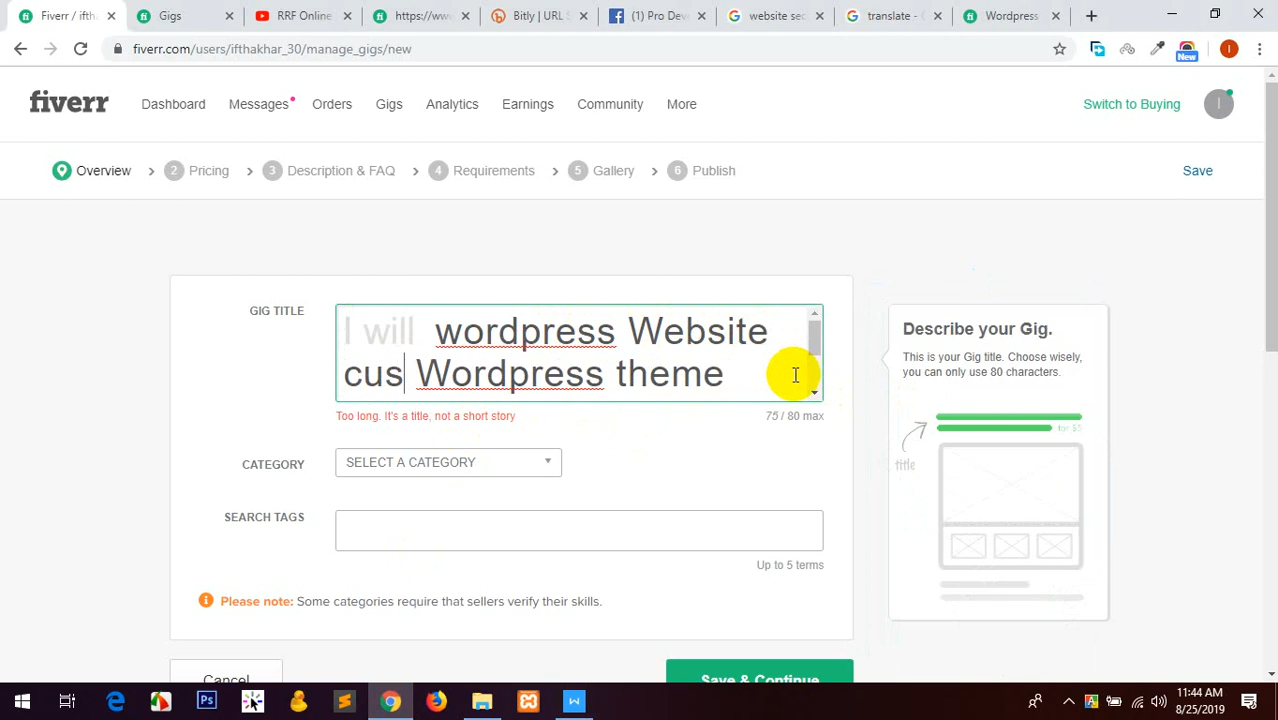 Fiverr / ifth
Gigs
RRF Online
https://ww
Bitly | URL S
(1) Pro Dev
website sec
translate - G
Wordpress
fiverr.com/users/ifthakhar_30/manage_gigs/new
I
New
fiverr
Dashboard
Messages
Orders
Gigs
Analytics
Earnings
Community
More
Switch to Buying
I
Overview
2 Pricing
3 Description & FAQ
4 Requirements
5 Gallery
6 Publish
Save
GIG TITLE
I will wordpress Website
cus Wordpress theme
Too long. It's a title, not a short story
75 / 80 max
Describe your Gig.
This is your Gig title. Choose wisely,
you can only use 80 characters.
for $5
title
CATEGORY
SELECT A CATEGORY
SEARCH TAGS
Up to 5 terms
Please note: Some categories require that sellers verify their skills.
Cancel
Save & Continue
11:44 AM
8/25/2019